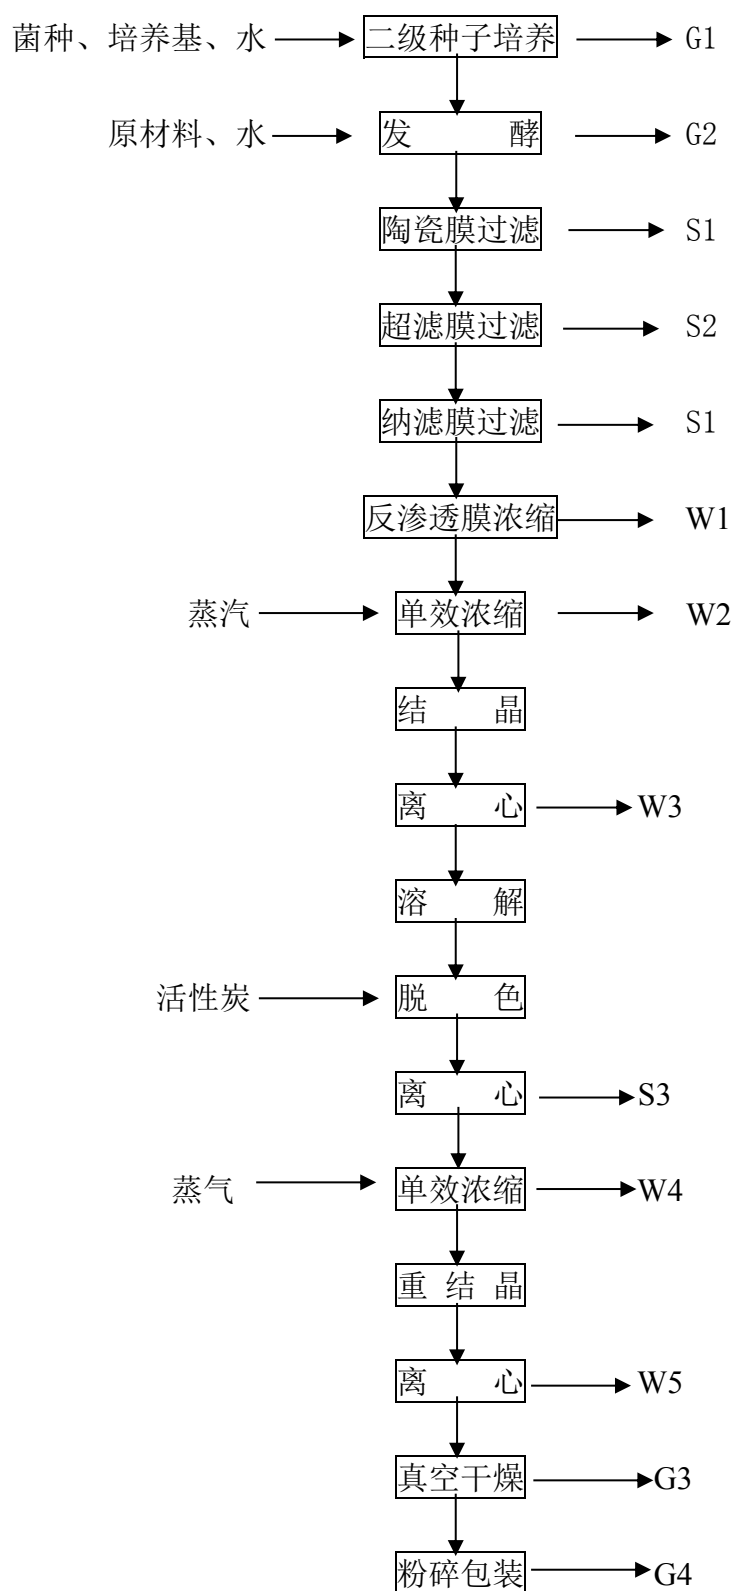 菌种、培养基、水 二级种子培养 G1
原材料、水 发 酵 G2
陶瓷膜过滤 S1
超滤膜过滤 S2
纳滤膜过滤 S1
反渗透膜浓缩 W1
蒸汽 单效浓缩 W2
结 晶
离 心 W3
溶 解
活性炭 脱 色
离 心 S3
蒸气 单效浓缩 W4
重 结 晶
离 心 W5
真空干燥 G3
粉碎包装 G4